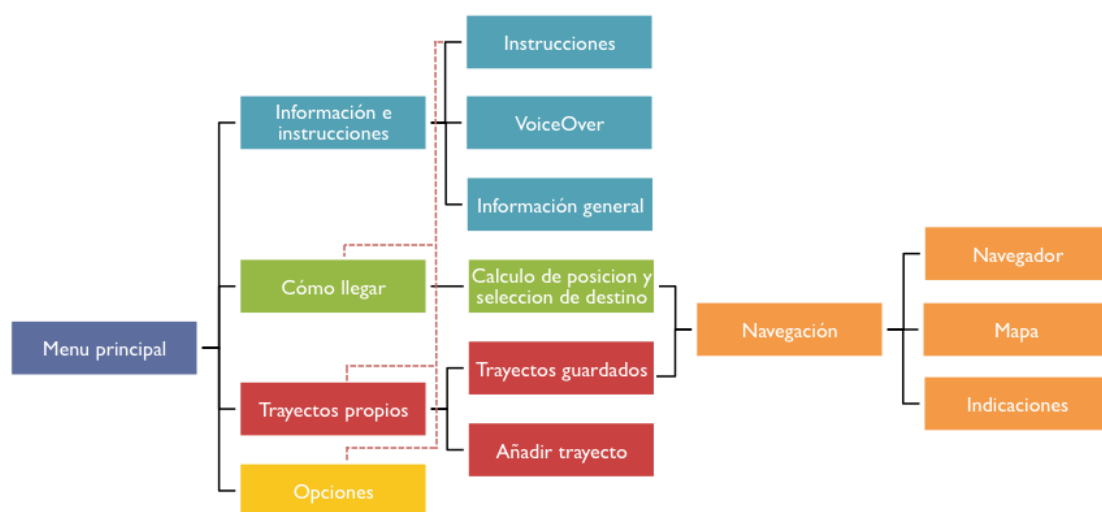 Menu principal
Información e
instrucciones
Cómo llegar
Trayectos propios
Opciones
Instrucciones
VoiceOver
Información general
Calculo de posicion y
seleccion de destino
Trayectos guardados
Añadir trayecto
Navegación
Navegador
Mapa
Indicaciones